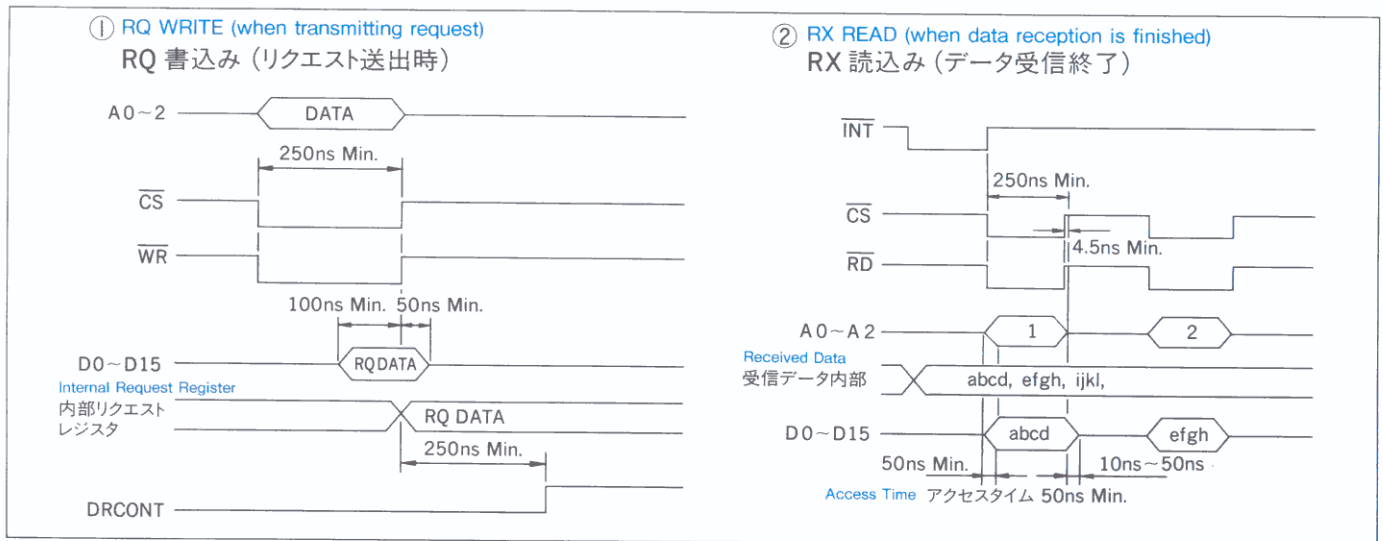 ① RQ WRITE (when transmitting request)
RQ 書込み (リクエスト送出時)
A0~2
DATA
250ns Min.
CS
WR
100ns Min. 50ns Min.
D0~D15
RQDATA
Internal Request Register
内部リクエスト
レジスタ
RQ DATA
250ns Min.
DRCONT
② RX READ (when data reception is finished)
RX 読込み (データ受信終了)
INT
250ns Min.
CS
4.5ns Min.
RD
A0~A2
1
2
Received Data
受信データ内部
abcd, efgh, ijkl,
D0~D15
abcd
efgh
50ns Min.
10ns~50ns
Access Time アクセスタイム 50ns Min.